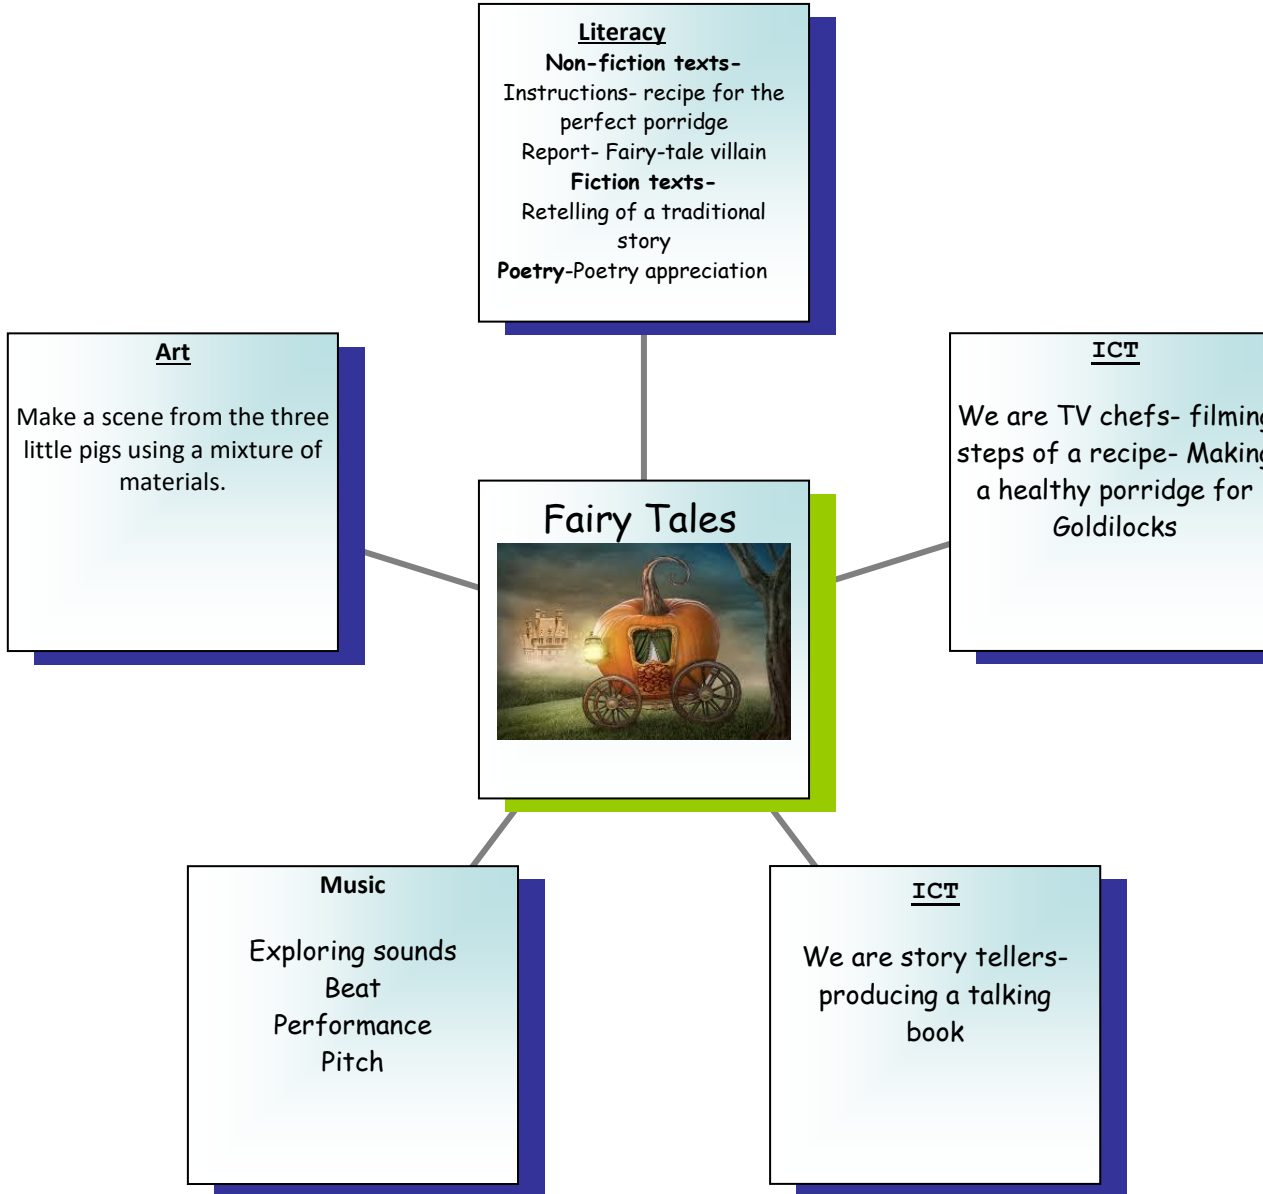 Literacy
Non-fiction texts-
Instructions- recipe for the
perfect porridge
Report- Fairy-tale villain
Fiction texts-
Retelling of a traditional
story
Poetry-Poetry appreciation
Art
Make a scene from the three
little pigs using a mixture of
materials.
ICT
We are TV chefs- filming
steps of a recipe- Making
a healthy porridge for
Goldilocks
Fairy Tales
Music
Exploring sounds
Beat
Performance
Pitch
ICT
We are story tellers-
producing a talking
book